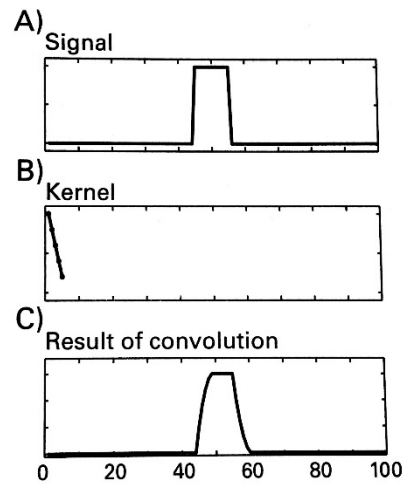 A)
Signal
B)
Kernel
C)
Result of convolution
0 20 40 60 80 100